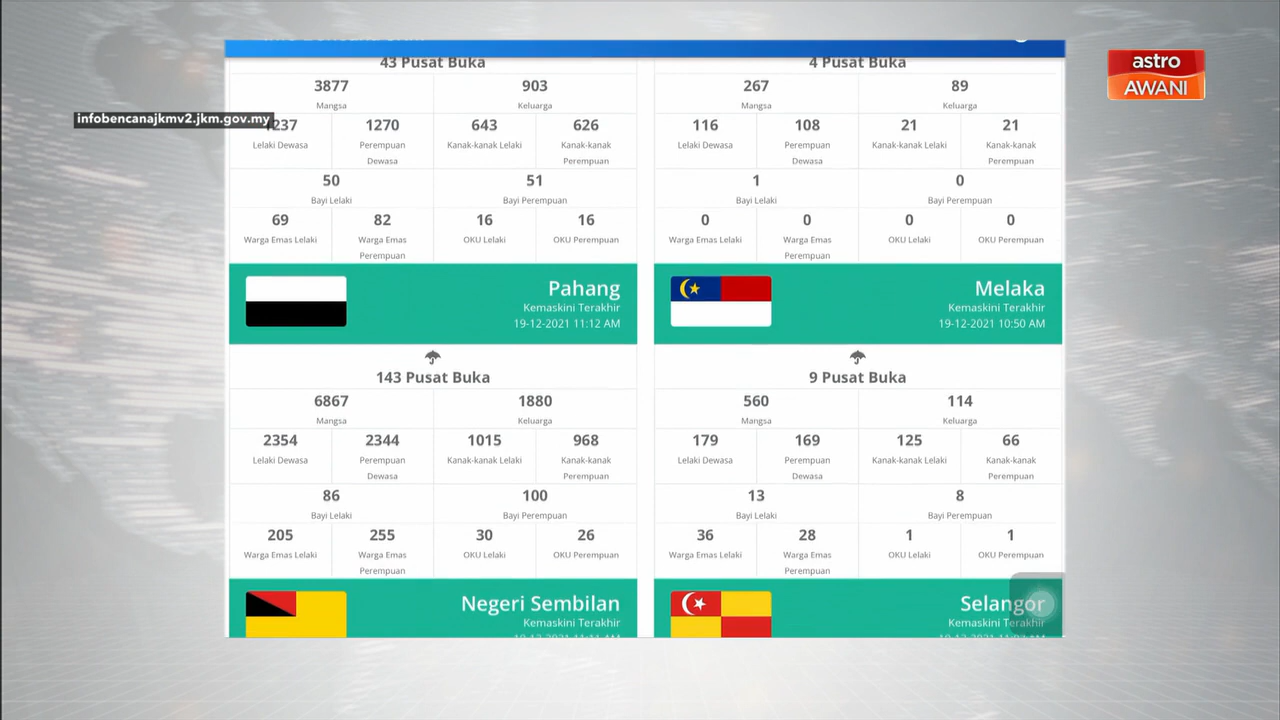 43 Pusat Buka
3877
Mangsa
903
Keluarga
237
Lelaki Dewasa
1270
Perempuan
Dewasa
643
Kanak-kanak Lelaki
626
Kanak-kanak
Perempuan
50
Bayi Lelaki
51
Bayi Perempuan
69
Warga Emas Lelaki
82
Warga Emas
Perempuan
16
OKU Lelaki
16
OKU Perempuan
4 Pusat Buka
267
Mangsa
89
Keluarga
116
Lelaki Dewasa
108
Perempuan
Dewasa
21
Kanak-kanak Lelaki
21
Kanak-kanak
Perempuan
1
Bayi Lelaki
0
Bayi Perempuan
0
Warga Emas Lelaki
0
Warga Emas
Perempuan
0
OKU Lelaki
0
OKU Perempuan
infobencanajkmv2.jkm.gov.my
astro
AWANI
Pahang
Kemaskini Terakhir
19-12-2021 11:12 AM
143 Pusat Buka
6867
Mangsa
1880
Keluarga
2354
Lelaki Dewasa
2344
Perempuan
Dewasa
1015
Kanak-kanak Lelaki
968
Kanak-kanak
Perempuan
86
Bayi Lelaki
100
Bayi Perempuan
205
Warga Emas Lelaki
255
Warga Emas
Perempuan
30
OKU Lelaki
26
OKU Perempuan
Melaka
Kemaskini Terakhir
19-12-2021 10:50 AM
9 Pusat Buka
560
Mangsa
114
Keluarga
179
Lelaki Dewasa
169
Perempuan
Dewasa
125
Kanak-kanak Lelaki
66
Kanak-kanak
Perempuan
13
Bayi Lelaki
8
Bayi Perempuan
36
Warga Emas Lelaki
28
Warga Emas
Perempuan
1
OKU Lelaki
1
OKU Perempuan
Negeri Sembilan
Kemaskini Terakhir
Selangor
Kemaskini Terakhir